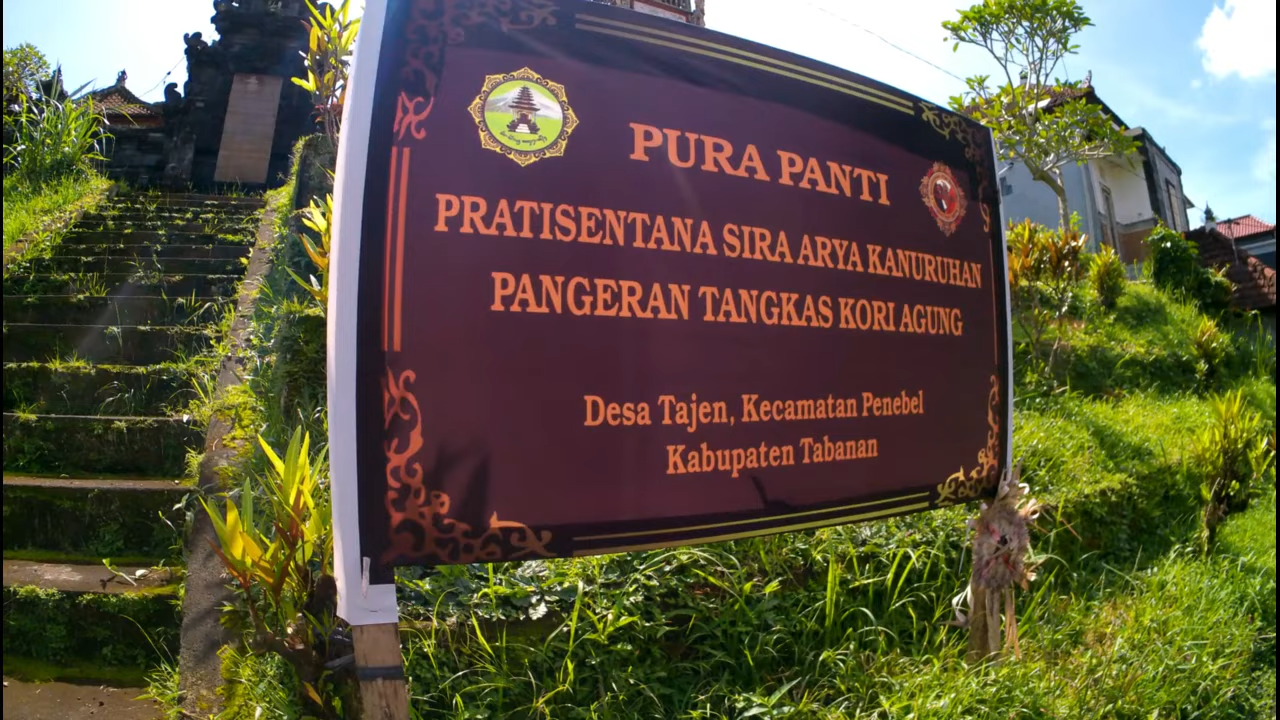 PURA PANTI
PRATISENTANA SIRA ARYA KANURUHAN
PANGERAN TANGKAS KORI AGUNG
Desa Tajen, Kecamatan Penebel
Kabupaten Tabanan